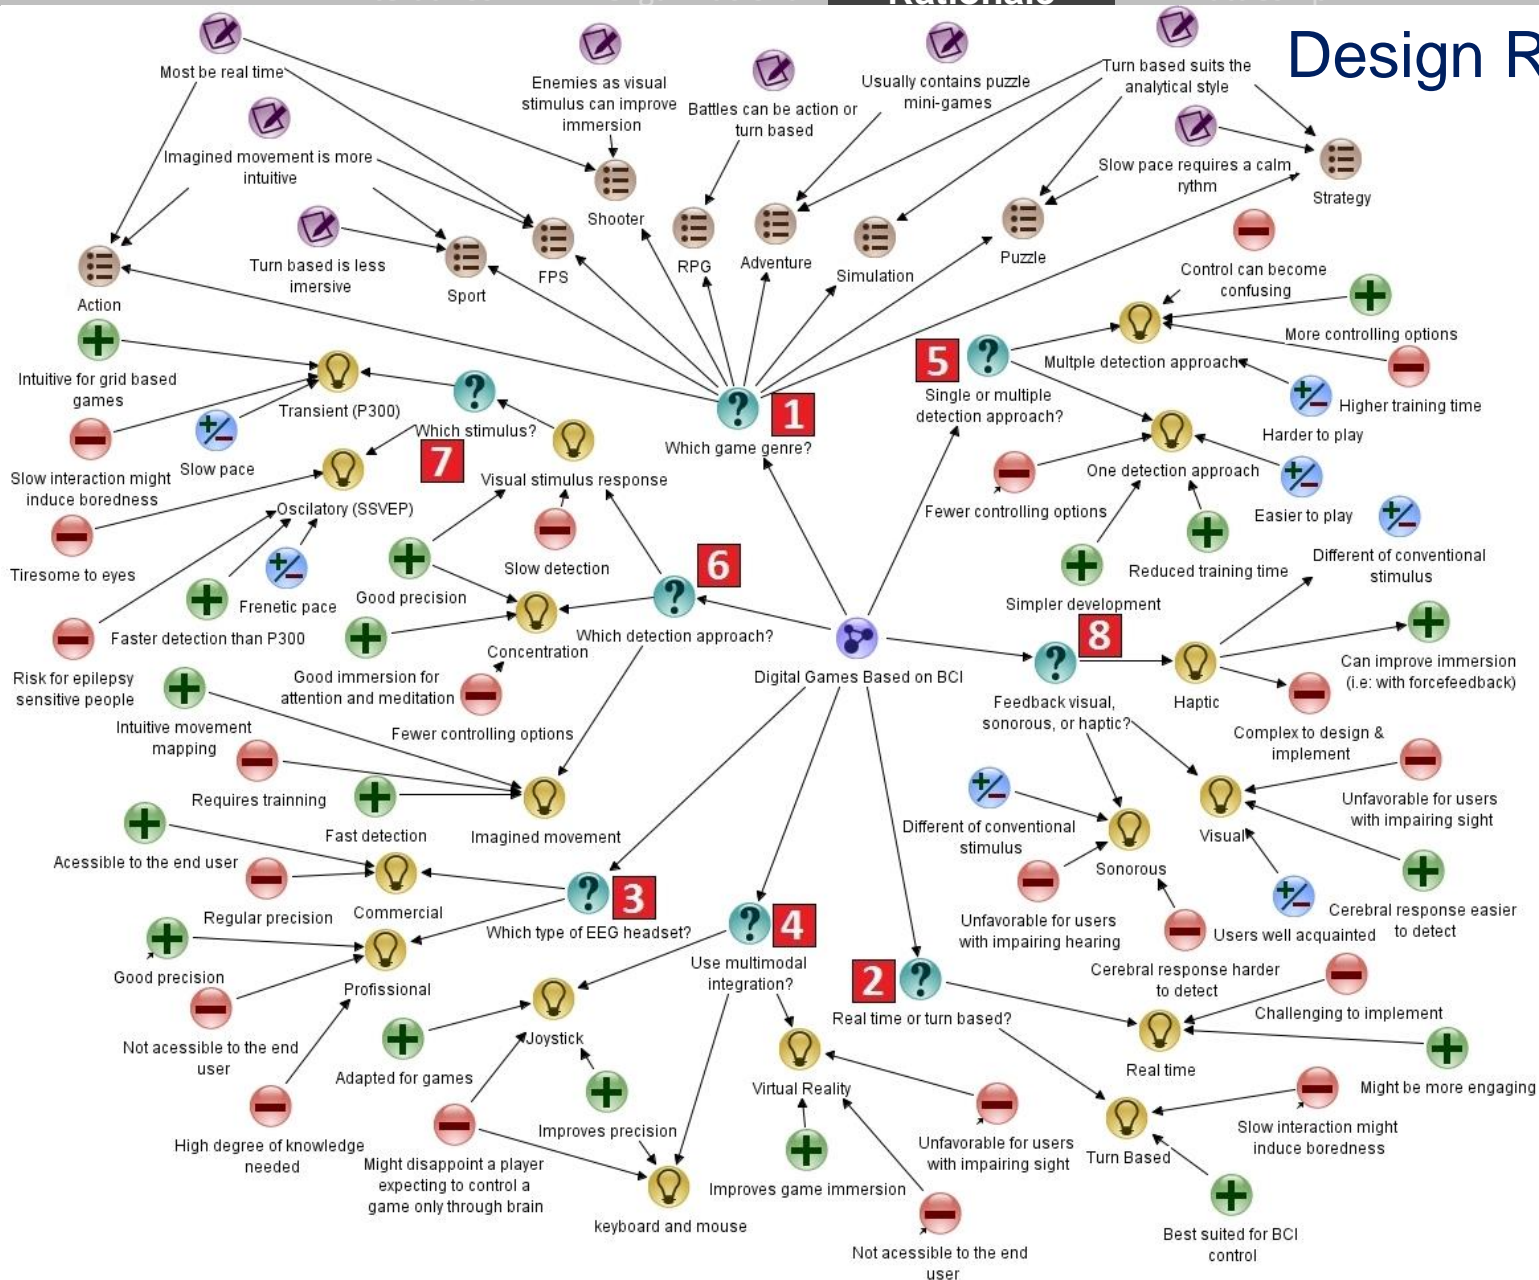 Rationale
Design R
Most be real time
Enemies as visual
stimulus can improve
immersion
Battles can be action or
turn based
Usually contains puzzle
mini-games
Turn based suits the
analytical style
Imagined movement is more
intuitive
Slow pace requires a calm
rythm
Strategy
Shooter
Turn based is less
imersive
Action
Sport
FPS
RPG
Adventure
Simulation
Puzzle
Control can become
confusing
More controlling options
Intuitive for grid based
games
Transient (P300)
Multple detection approach
5
Single or multiple
detection approach?
1
Which game genre?
Higher training time
Harder to play
Slow interaction might
induce boredness
Slow pace
Which stimulus?
7
Visual stimulus response
One detection approach
Fewer controlling options
Easier to play
Oscilatory (SSVEP)
Tiresome to eyes
Frenetic pace
Faster detection than P300
Good precision
Slow detection
6
Which detection approach?
Reduced training time
Simpler development
Different of conventional
stimulus
Risk for epilepsy
sensitive people
Good immersion for
attention and meditation
Concentration
Fewer controlling options
Digital Games Based on BCI
8
Feedback visual,
sonorous, or haptic?
Haptic
Can improve immersion
(i.e: with forcefeedback)
Complex to design &
implement
Intuitive movement
mapping
Requires trainning
Fast detection
Imagined movement
Different of conventional
stimulus
Sonorous
Visual
Unfavorable for users
with impairing sight
Acessible to the end user
Regular precision
Commercial
3
Which type of EEG headset?
4
Use multimodal
integration?
Unfavorable for users
with impairing hearing
Users well acquainted
Cerebral response easier
to detect
Cerebral response harder
to detect
Good precision
Profissional
Not acessible to the end
user
High degree of knowledge
needed
2
Real time or turn based?
Challenging to implement
Real time
Might be more engaging
Joystick
Adapted for games
Improves precision
Might disappoint a player
expecting to control a
game only through brain
keyboard and mouse
Virtual Reality
Improves game immersion
Unfavorable for users
with impairing sight
Not acessible to the end
user
Turn Based
Slow interaction might
induce boredness
Best suited for BCI
control